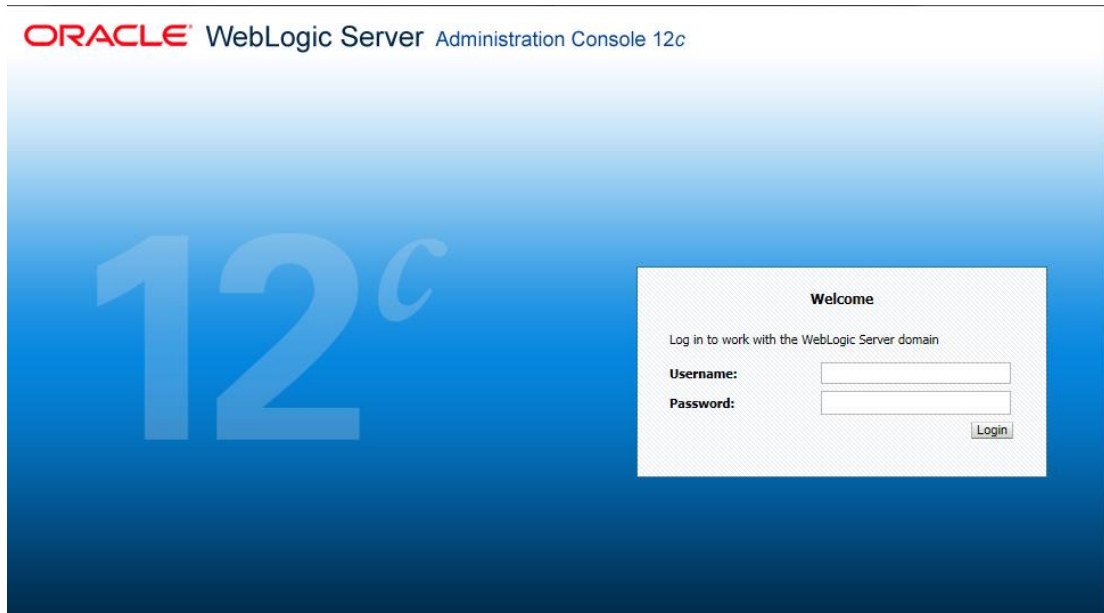 ORACLE WebLogic Server Administration Console 12c
12c
Welcome
Log in to work with the WebLogic Server domain
Username:
Password:
Login